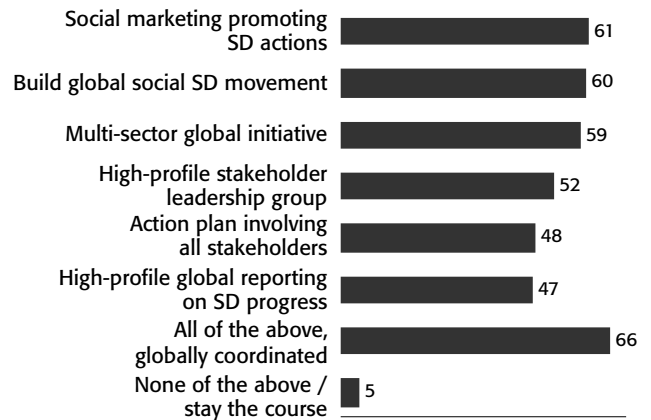 Social marketing promoting
SD actions
61
Build global social SD movement
60
Multi-sector global initiative
59
High-profile stakeholder
leadership group
52
Action plan involving
all stakeholders
48
High-profile global reporting
on SD progress
47
All of the above,
globally coordinated
66
None of the above /
stay the course
5